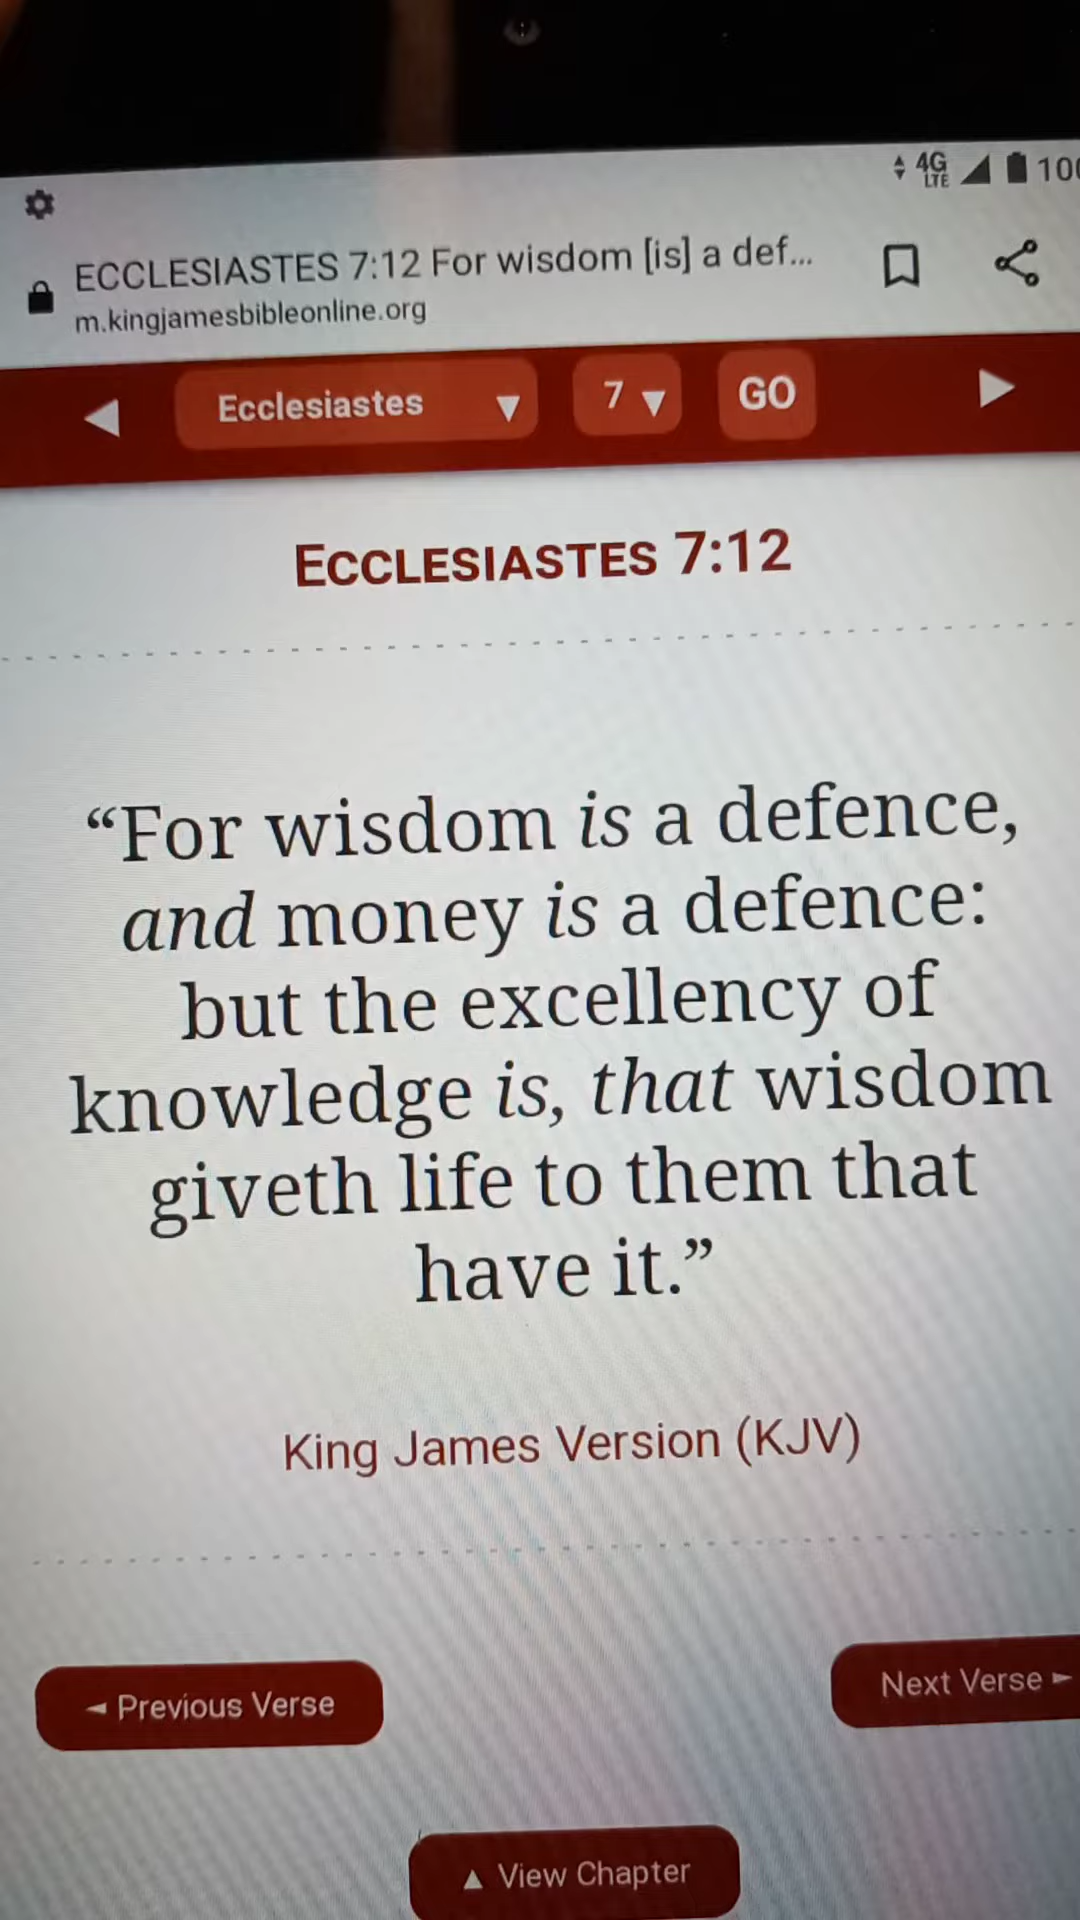 4G
LTE
ECCLESIASTES 7:12 For wisdom [is] a def...
m.kingjamesbibleonline.org
Ecclesiastes ▼ 7 ▼ GO
ECCLESIASTES 7:12
“For wisdom is a defence,
and money is a defence:
but the excellency of
knowledge is, that wisdom
giveth life to them that
have it.”
King James Version (KJV)
◄ Previous Verse
Next Verse ►
▲ View Chapter